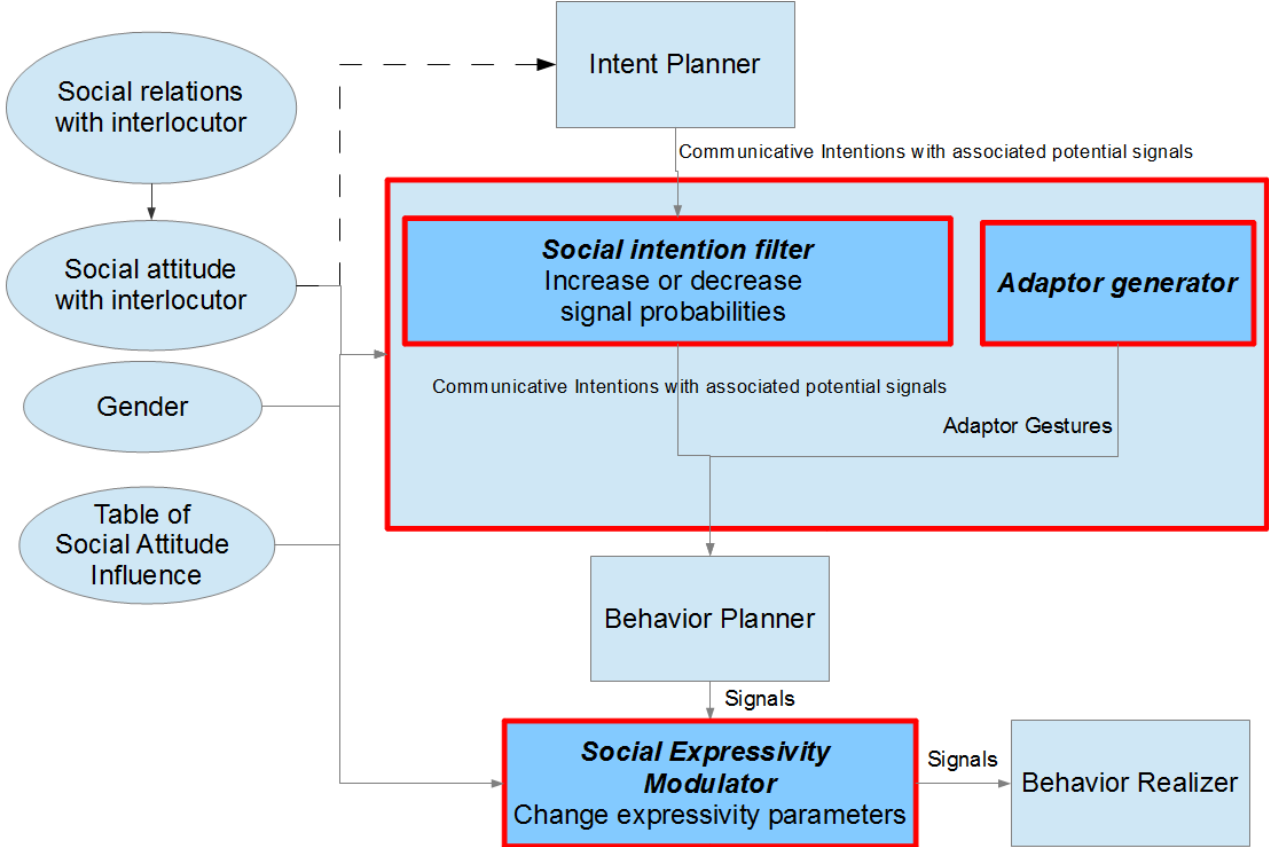 Intent Planner
Social relations
with interlocutor
Communicative Intentions with associated potential signals
Social attitude
with interlocutor
Social intention filter
Increase or decrease
signal probabilities
Adaptor generator
Gender
Communicative Intentions with associated potential signals
Adaptor Gestures
Table of
Social Attitude
Influence
Behavior Planner
Signals
Social Expressivity
Modulator
Change expressivity parameters
Signals
Behavior Realizer